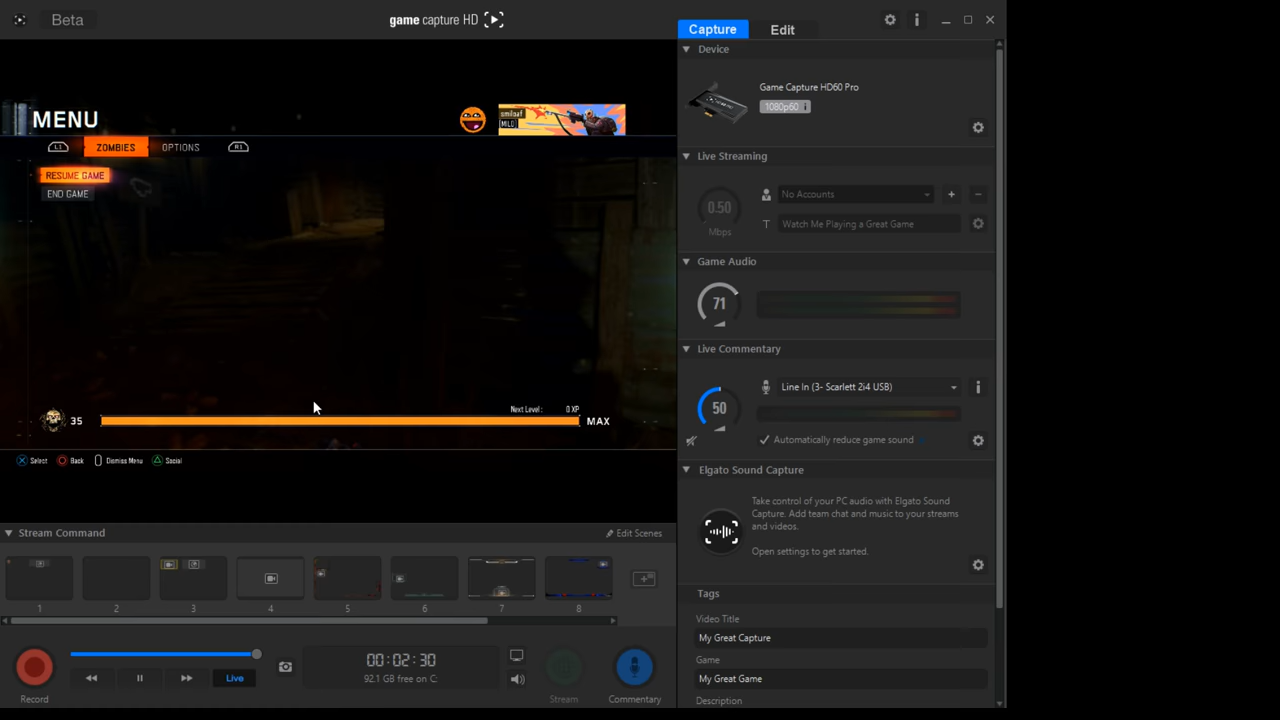 Beta
game capture HD
Capture
Edit
MENU
[MILO]
L1
ZOMBIES
OPTIONS
R1
RESUME GAME
END GAME
Next Level:
0 XP
35
MAX
Select
Back
Dismiss Menu
Social
Device
Game Capture HD60 Pro
1080p60 i
Live Streaming
0.50
Mbps
No Accounts
T
Watch Me Playing a Great Game
Game Audio
71
Live Commentary
50
Line In (3- Scarlett 2i4 USB)
Automatically reduce game sound
Elgato Sound Capture
Take control of your PC audio with Elgato Sound
Capture. Add team chat and music to your streams
and videos.
Open settings to get started.
Tags
Video Title
My Great Capture
Game
My Great Game
Description
Stream Command
Edit Scenes
1
2
3
4
5
6
7
8
Live
00:02:30
92.1 GB free on C:
Record
Stream
Commentary